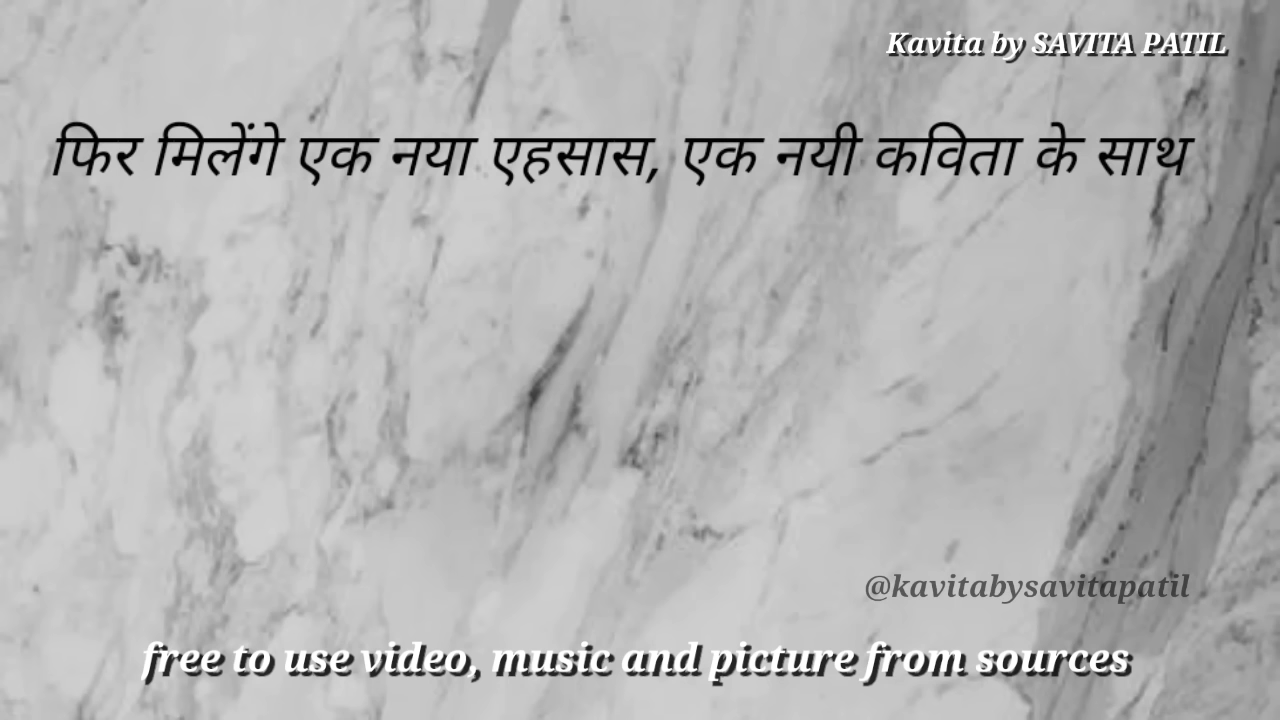 Kavita by SAVITA PATIL
फिर मिलेंगे एक नया एहसास, एक नयी कविता के साथ
@kavitabysavitapatil
free to use video, music and picture from sources